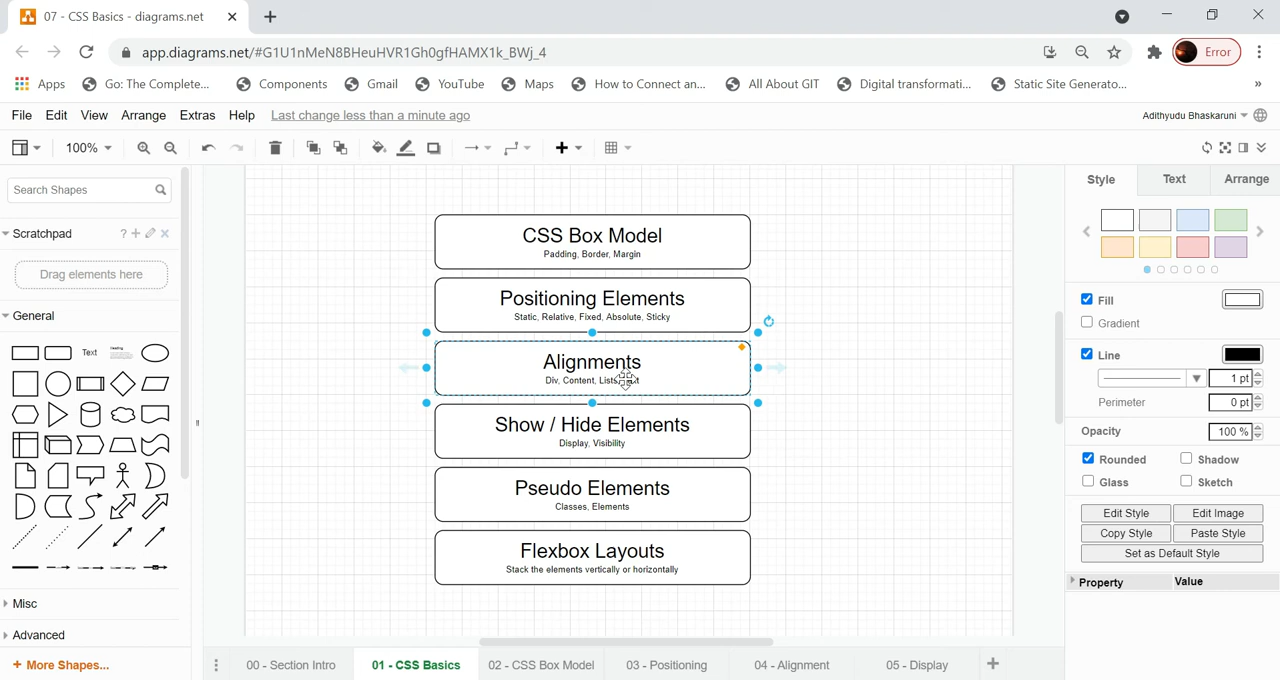 07 - CSS Basics - diagrams.net
app.diagrams.net/#G1U1nMeN8BHeuHVR1Gh0gfHAMX1k_BWj_4
Error
Apps Go: The Complete... Components Gmail YouTube Maps How to Connect an... All About GIT Digital transformati... Static Site Generato... »
File Edit View Arrange Extras Help Last change less than a minute ago
Adithyudu Bhaskaruni
100%
Search Shapes
Scratchpad
Drag elements here
General
Text
Heading
Misc
Advanced
+ More Shapes...
CSS Box Model
Padding, Border, Margin
Positioning Elements
Static, Relative, Fixed, Absolute, Sticky
Alignments
Div, Content, Lists,
Show / Hide Elements
Display, Visibility
Pseudo Elements
Classes, Elements
Flexbox Layouts
Stack the elements vertically or horizontally
00 - Section Intro 01 - CSS Basics 02 - CSS Box Model 03 - Positioning 04 - Alignment 05 - Display
Style Text Arrange
Fill
Gradient
Line
1 pt
Perimeter 0 pt
Opacity 100 %
Rounded Shadow
Glass Sketch
Edit Style Edit Image
Copy Style Paste Style
Set as Default Style
Property Value